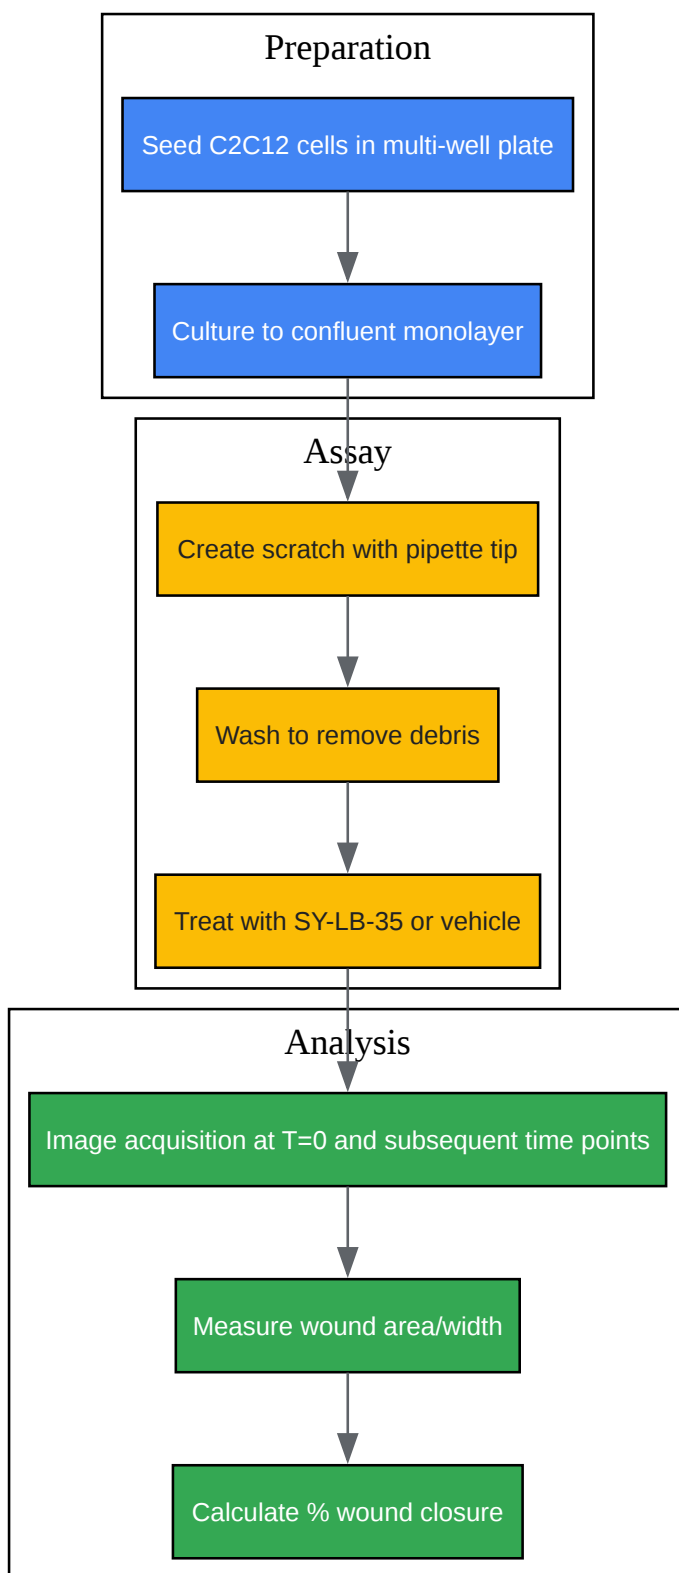 Preparation
Seed C2C12 cells in multi-well plate
Culture to confluent monolayer
Assay
Create scratch with pipette tip
Wash to remove debris
Treat with SY-LB-35 or vehicle
Analysis
Image acquisition at T=0 and subsequent time points
Measure wound area/width
Calculate % wound closure